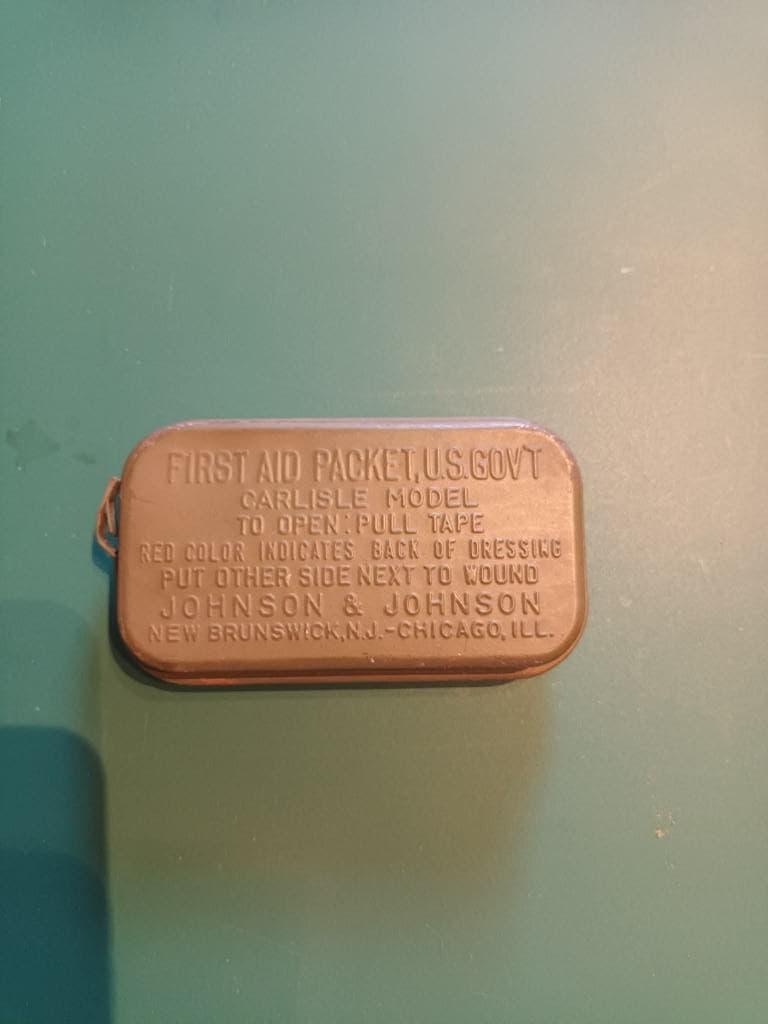 FIRST AID PACKET, U.S. GOV'T
CARLISLE MODEL
TO OPEN: PULL TAPE
RED COLOR INDICATES BACK OF DRESSING
PUT OTHER SIDE NEXT TO WOUND
JOHNSON & JOHNSON
NEW BRUNSWICK, N.J.-CHICAGO, ILL.